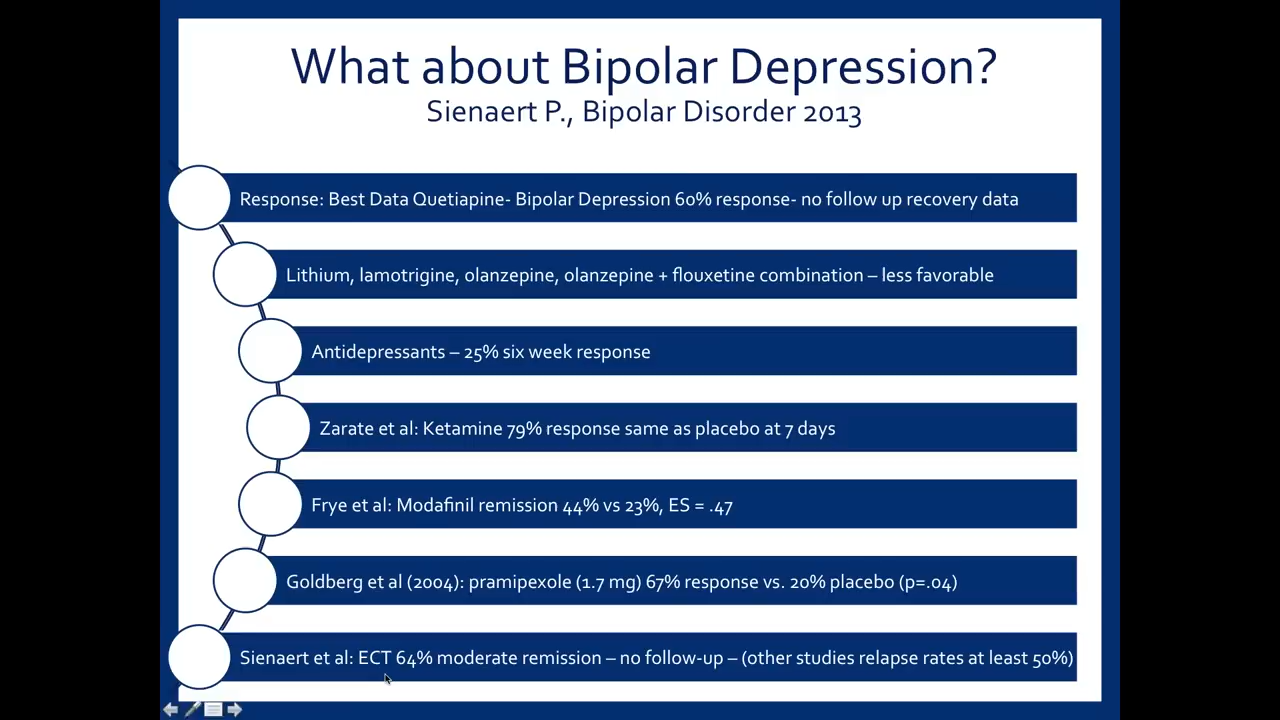 What about Bipolar Depression?
Sienaert P., Bipolar Disorder 2013
Response: Best Data Quetiapine- Bipolar Depression 60% response- no follow up recovery data
Lithium, lamotrigine, olanzepine, olanzepine + flouxetine combination – less favorable
Antidepressants – 25% six week response
Zarate et al: Ketamine 79% response same as placebo at 7 days
Frye et al: Modafinil remission 44% vs 23%, ES = .47
Goldberg et al (2004): pramipexole (1.7 mg) 67% response vs. 20% placebo (p=.04)
Sienaert et al: ECT 64% moderate remission – no follow-up – (other studies relapse rates at least 50%)